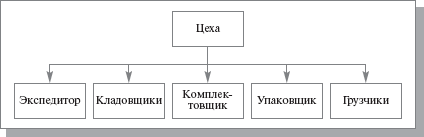 Цеха
Экспедитор
Кладовщики
Комплек-
товщик
Упаковщик
Грузчики